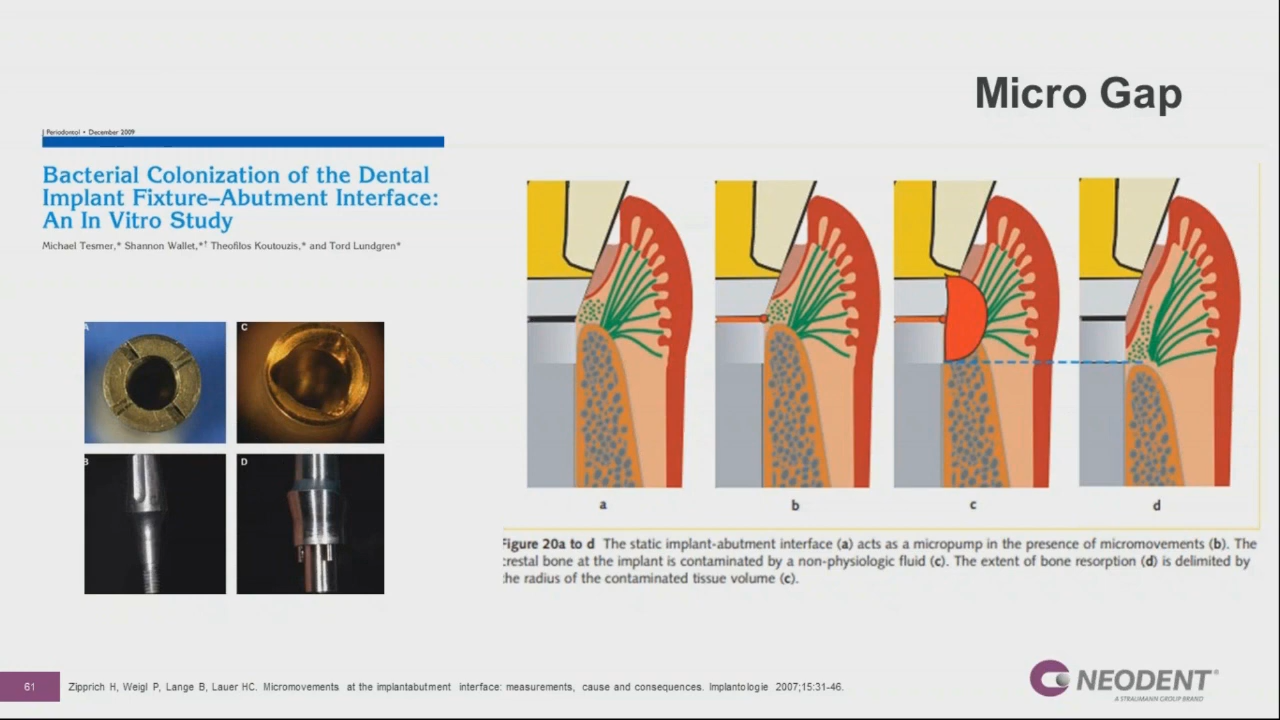 Micro Gap
J Periodontol • December 2009
Bacterial Colonization of the Dental
Implant Fixture–Abutment Interface:
An In Vitro Study
Michael Tesmer,* Shannon Wallet,*† Theofilos Koutouzis,* and Tord Lundgren*
A
C
B
D
a
b
c
d
Figure 20a to d The static implant-abutment interface (a) acts as a micropump in the presence of micromovements (b). The
crestal bone at the implant is contaminated by a non-physiologic fluid (c). The extent of bone resorption (d) is delimited by
the radius of the contaminated tissue volume (c).
61
Zipprich H, Weigl P, Lange B, Lauer HC. Micromovements at the implantabutment interface: measurements, cause and consequences. Implantologie 2007;15:31-46.
NEODENT®
A STRAUMANN GROUP BRAND